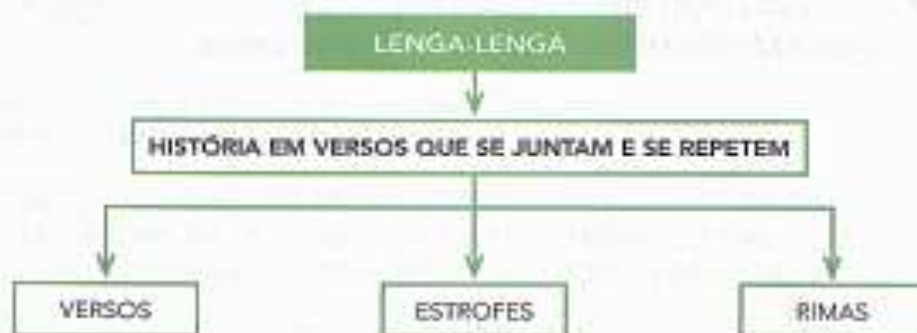 LENGA-LENGA
HISTÓRIA EM VERSOS QUE SE JUNTAM E SE REPETEM
VERSOS
ESTROFES
RIMAS